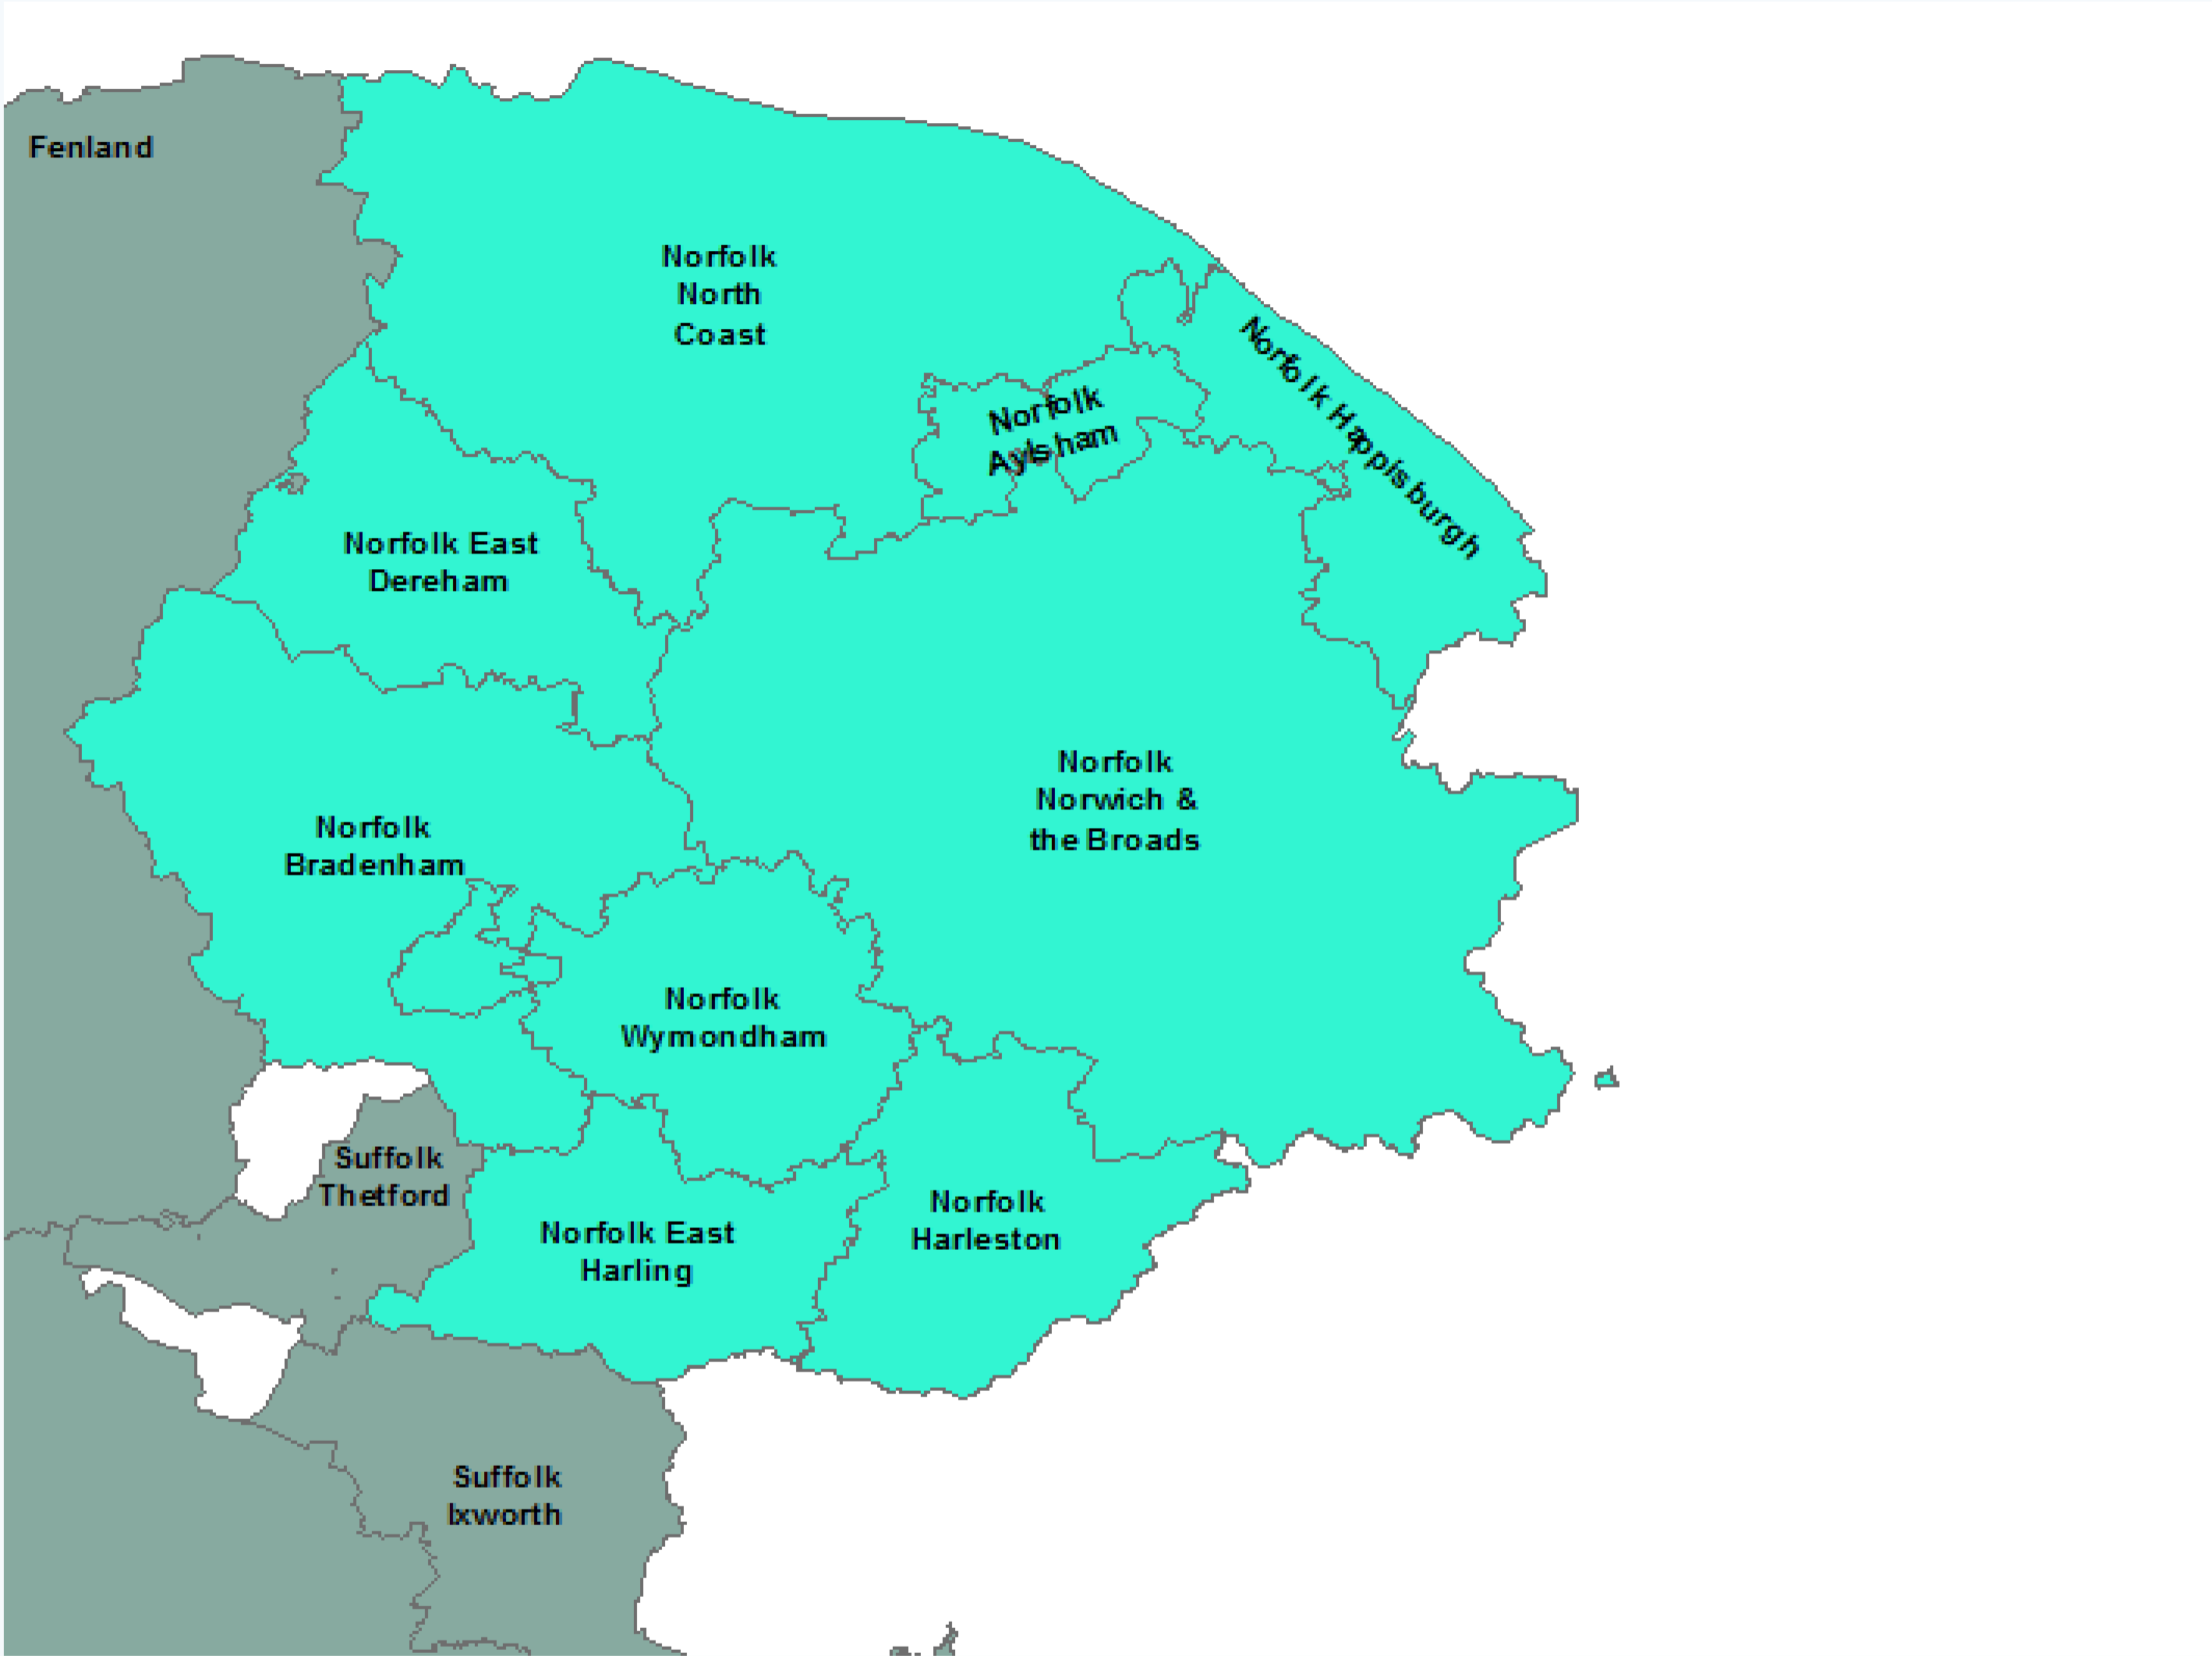 Fenland
Norfolk
North
Coast
Norfolk Happisburgh
Norfolk
Aylsham
Norfolk East
Dereham
Norfolk
Norwich &
the Broads
Norfolk
Bradenham
Norfolk
Wymondham
Suffolk
Thetford
Norfolk East
Harling
Norfolk
Harleston
Suffolk
Ixworth